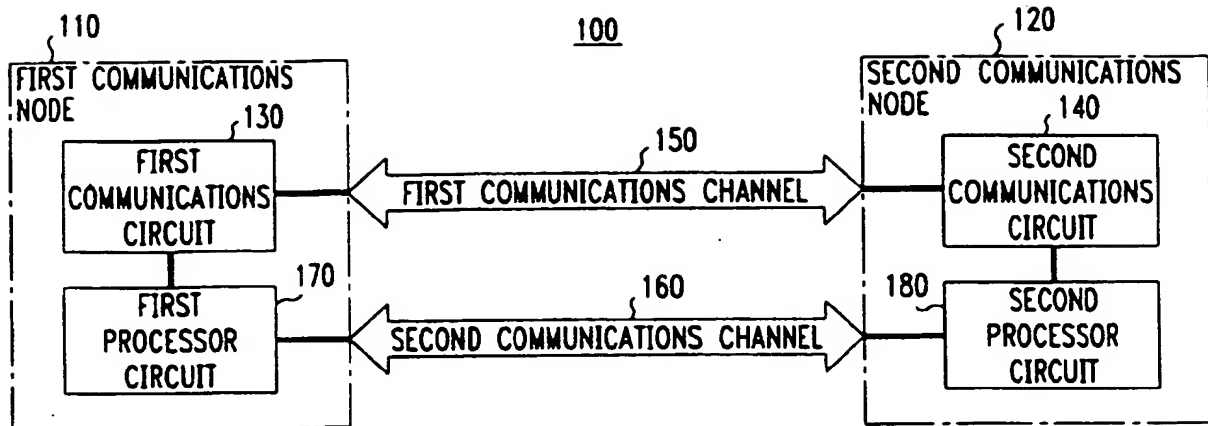 110
100
120
FIRST COMMUNICATIONS
NODE
SECOND COMMUNICATIONS
NODE
130
140
FIRST
COMMUNICATIONS
CIRCUIT
150
FIRST COMMUNICATIONS CHANNEL
SECOND
COMMUNICATIONS
CIRCUIT
170
FIRST
PROCESSOR
CIRCUIT
160
SECOND COMMUNICATIONS CHANNEL
180
SECOND
PROCESSOR
CIRCUIT